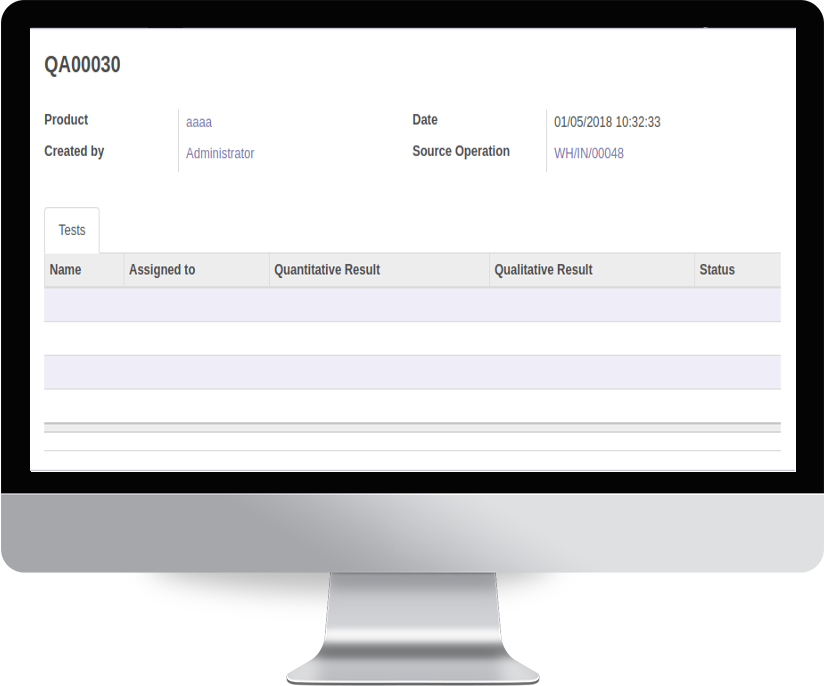 QA00030
Product aaaa Date 01/05/2018 10:32:33
Created by Administrator Source Operation WH/IN/00048
Tests
Name Assigned to Quantitative Result Qualitative Result Status